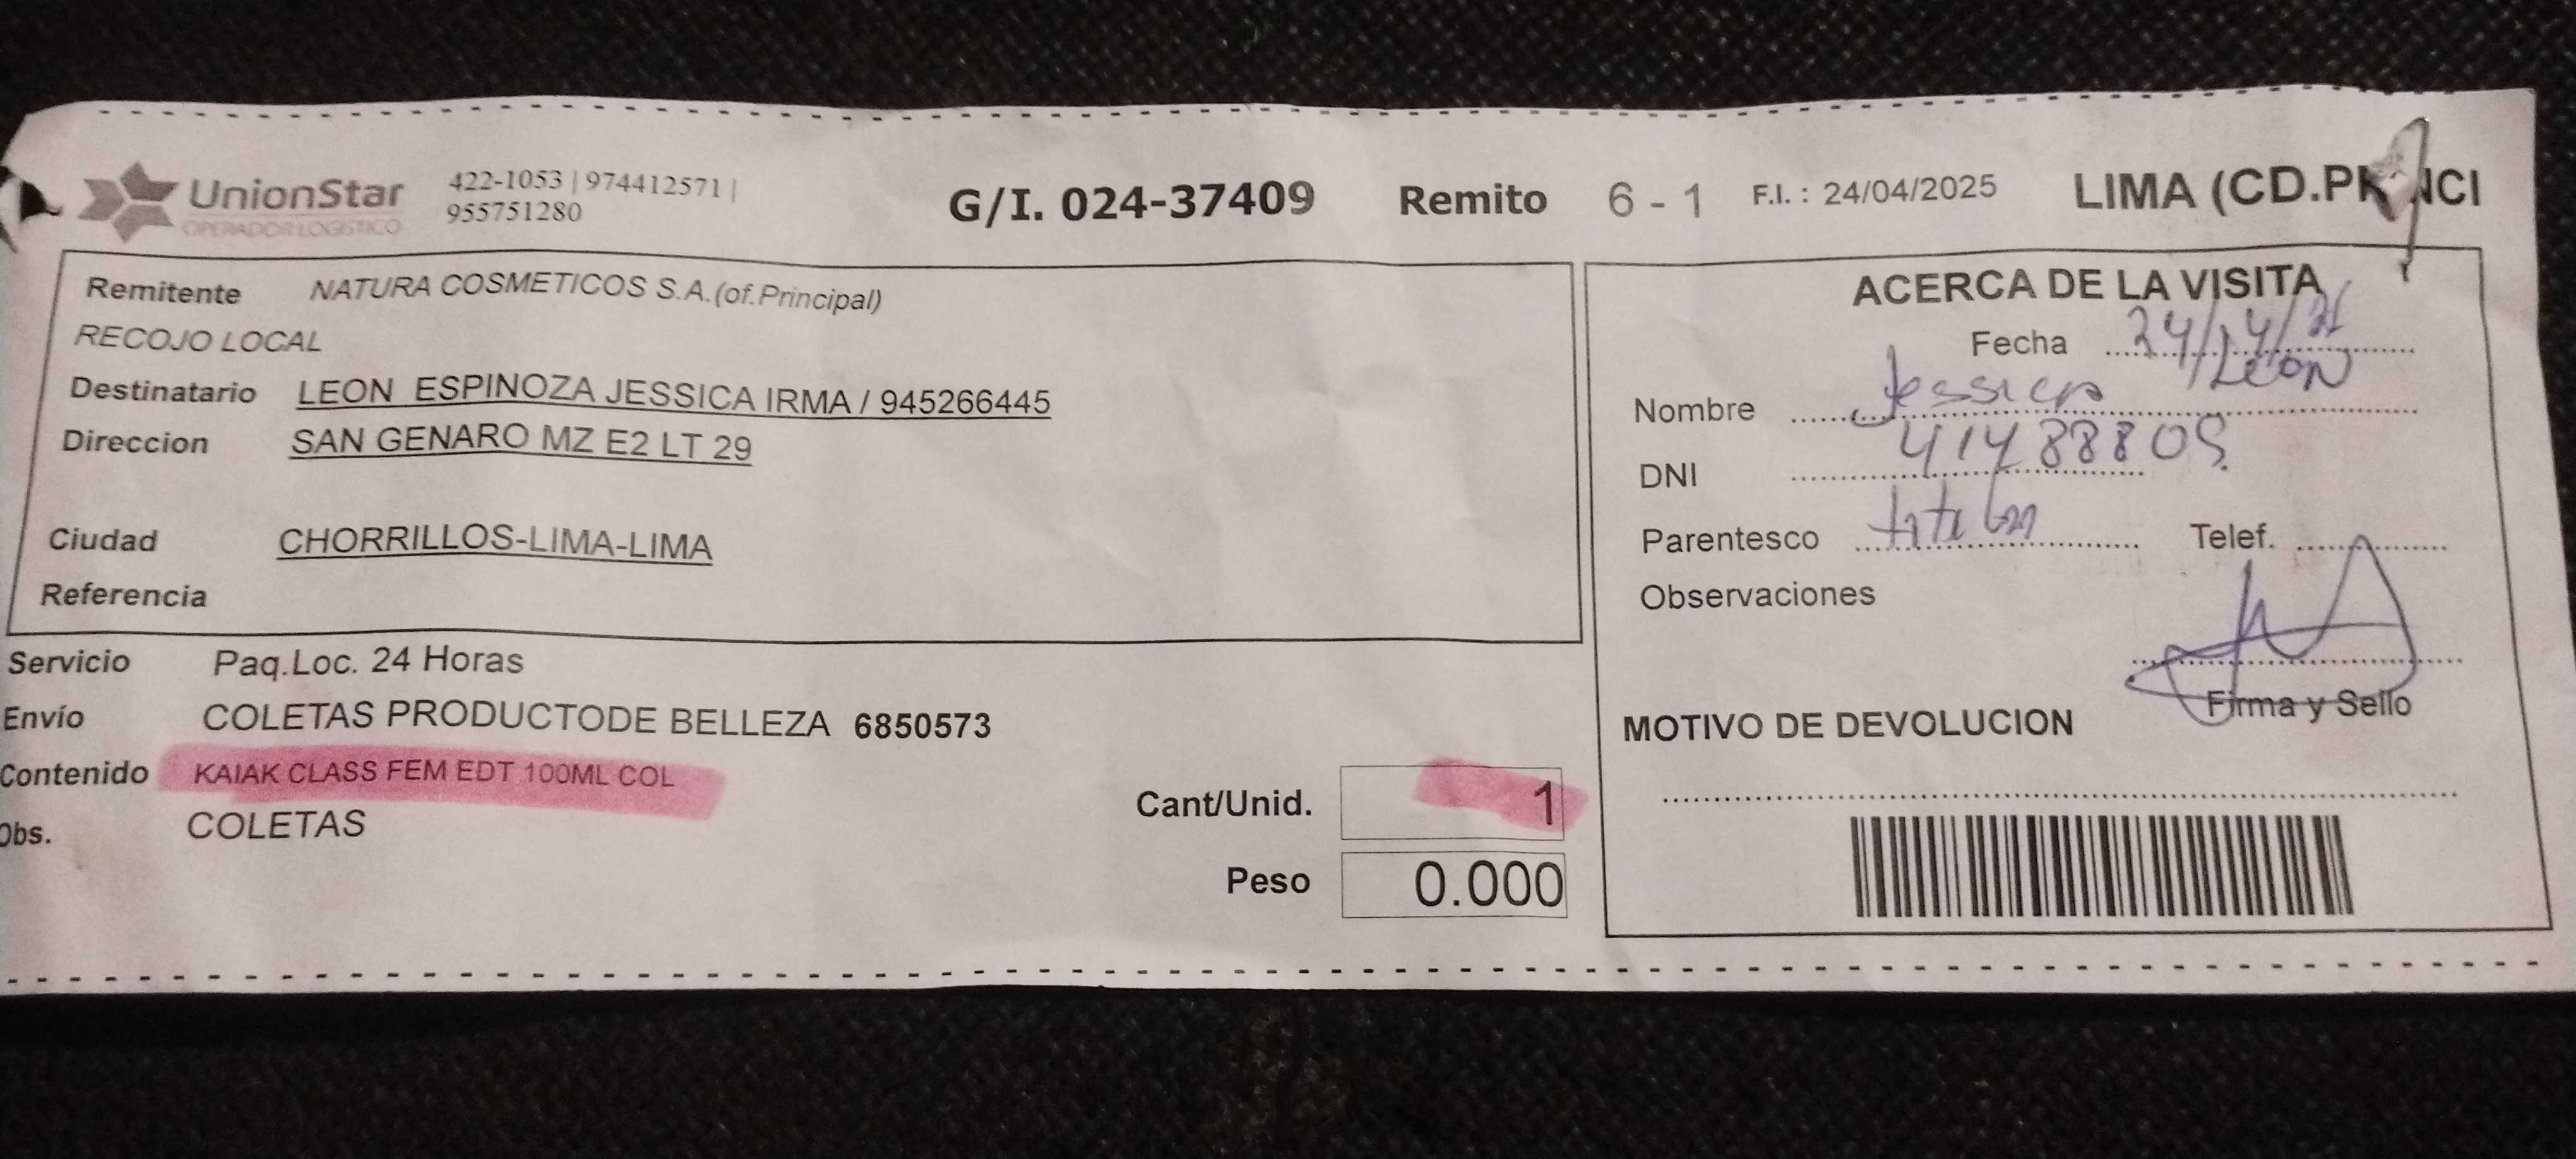 UnionStar
OPERADOR LOGISTICO
422-1053 | 974412571 |
955751280
G/I. 024-37409 Remito 6 - 1 F.I. : 24/04/2025 LIMA (CD.PRINCI
Remitente NATURA COSMETICOS S.A.(of.Principal)
RECOJO LOCAL
Destinatario LEON ESPINOZA JESSICA IRMA / 945266445
Direccion SAN GENARO MZ E2 LT 29
Ciudad CHORRILLOS-LIMA-LIMA
Referencia
Servicio Paq.Loc. 24 Horas
Envío COLETAS PRODUCTODE BELLEZA 6850573
Contenido KAIAK CLASS FEM EDT 100ML COL
Obs. COLETAS
Cant/Unid. 1
Peso 0.000
ACERCA DE LA VISITA
Fecha
Nombre Jessica León
DNI 41488809
Parentesco titular Telef.
Observaciones
Firma y Sello
MOTIVO DE DEVOLUCION